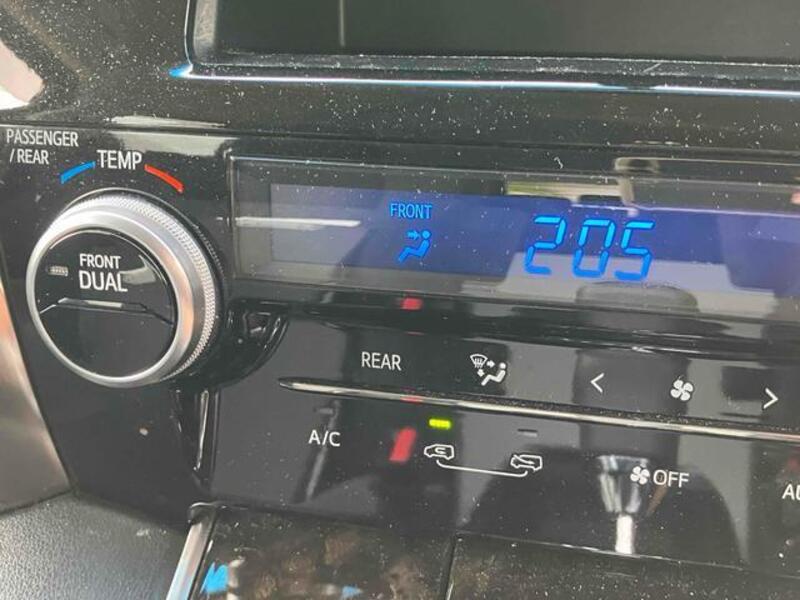 PASSENGER
/ REAR
TEMP
FRONT
DUAL
FRONT
205
REAR
A/C
OFF